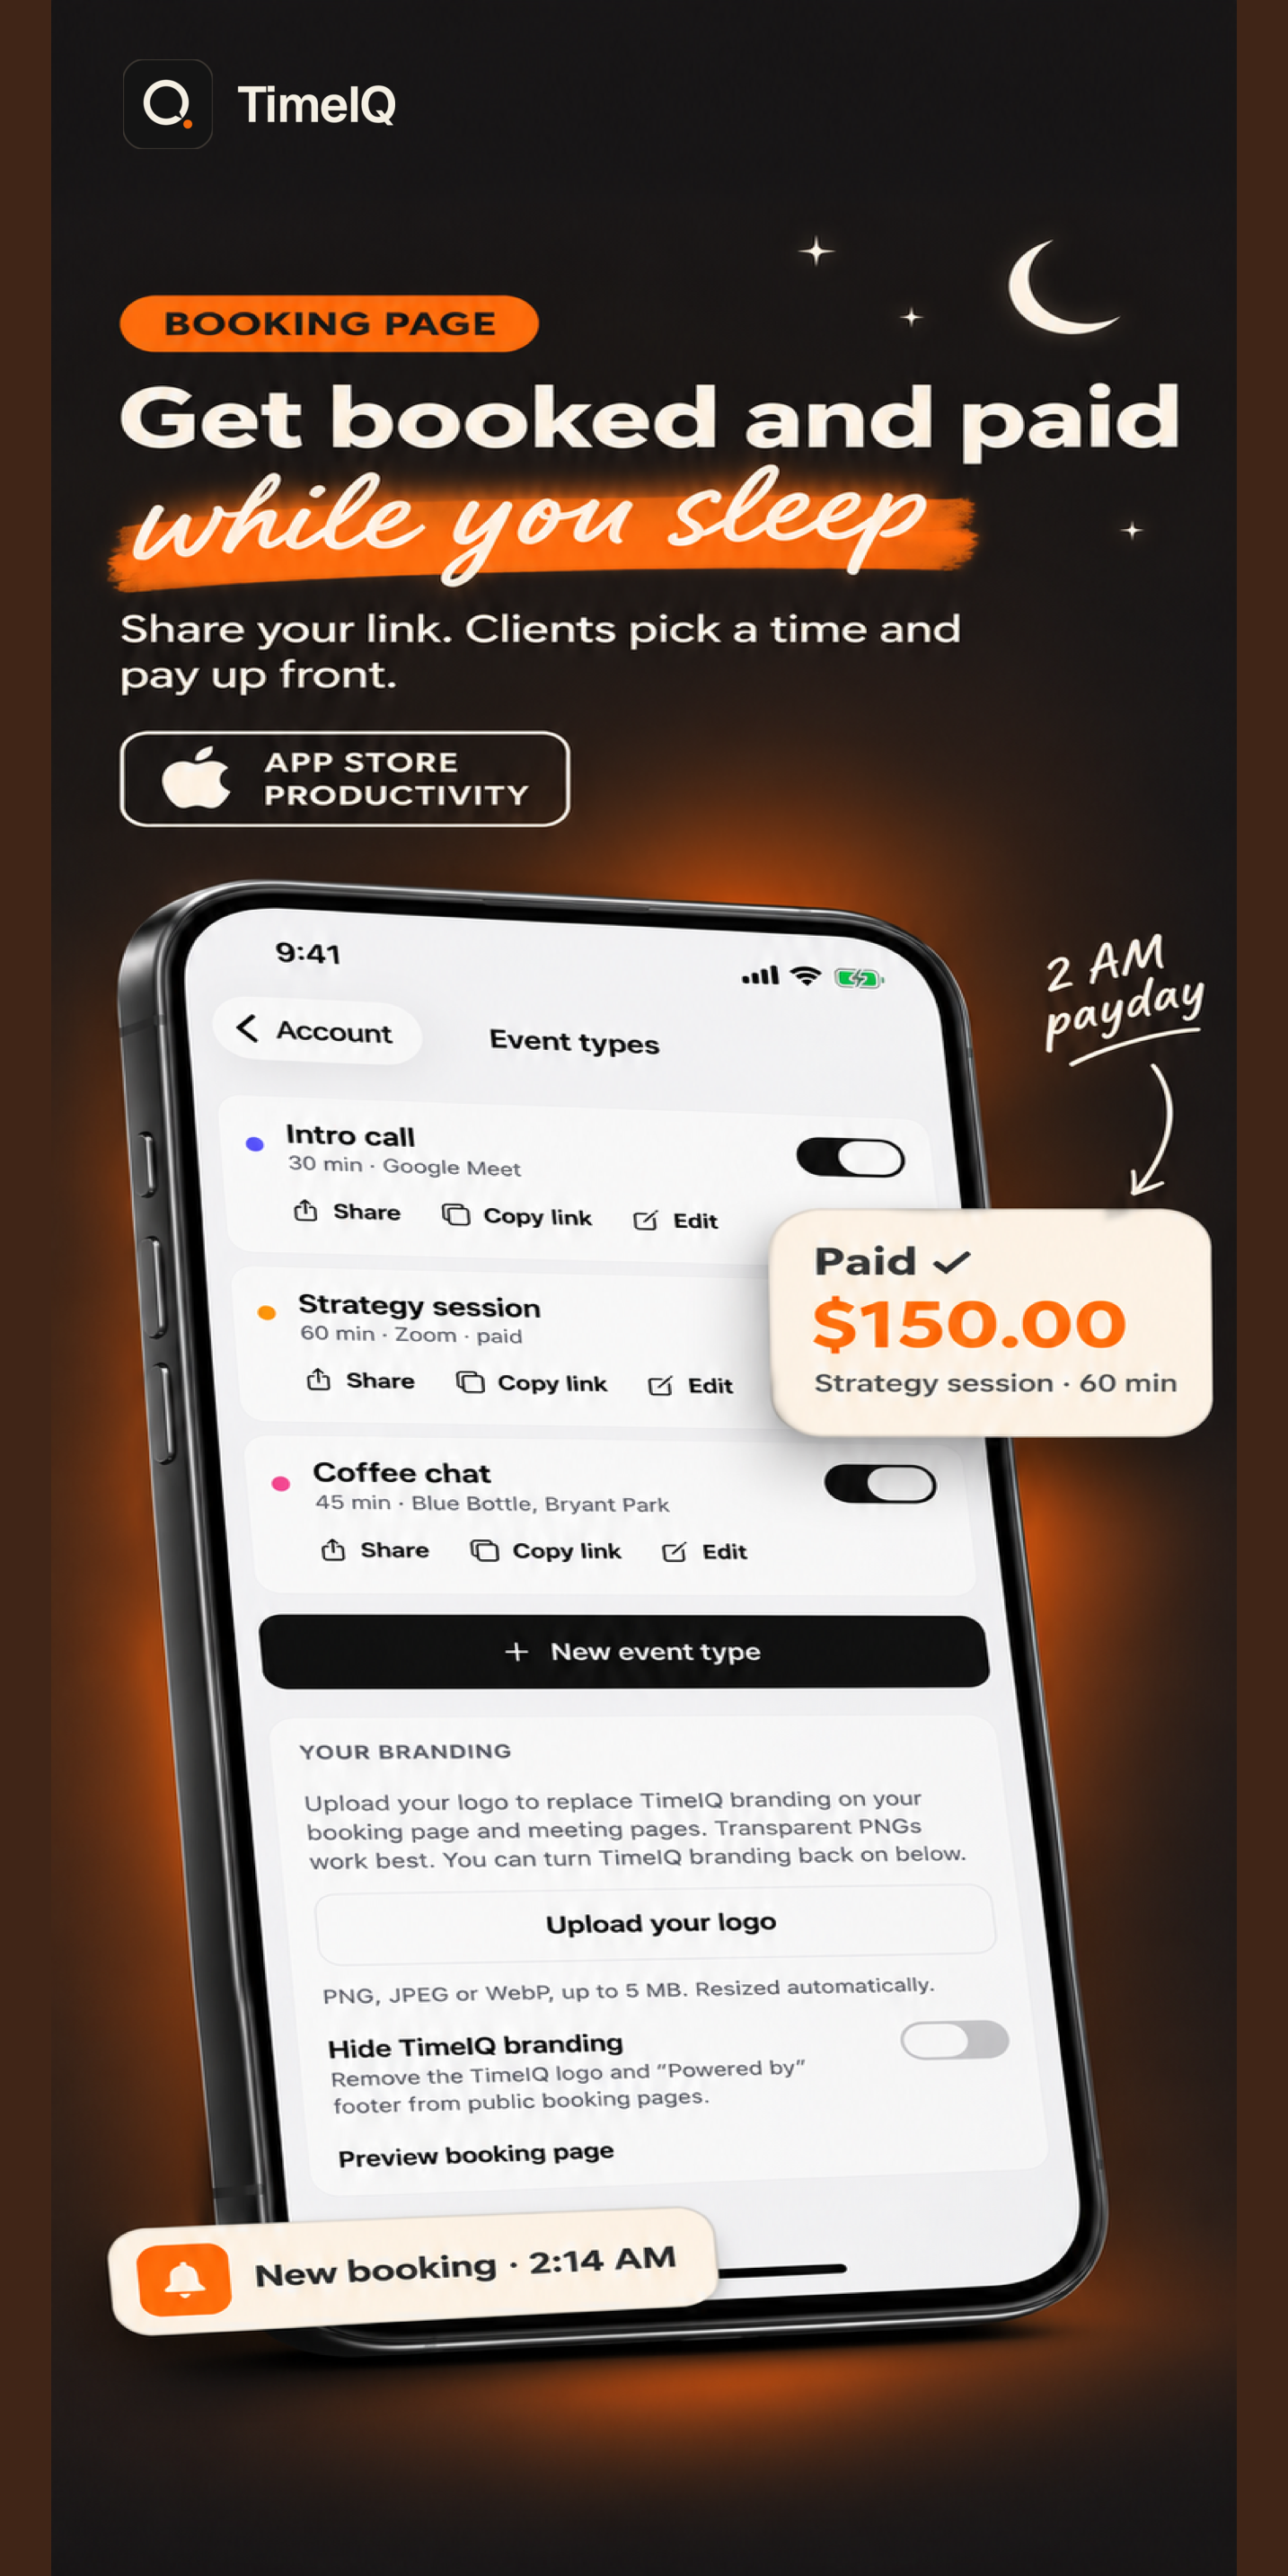 TimeIQ
BOOKING PAGE
Get booked and paid
while you sleep
Share your link. Clients pick a time and
pay up front.
APP STORE
PRODUCTIVITY
9:41
Account
Event types
2 AM
payday
Intro call
30 min · Google Meet
Share Copy link Edit
Strategy session
60 min · Zoom · paid
Share Copy link Edit
Paid ✓
$150.00
Strategy session · 60 min
Coffee chat
45 min · Blue Bottle, Bryant Park
Share Copy link Edit
+ New event type
YOUR BRANDING
Upload your logo to replace TimeIQ branding on your
booking page and meeting pages. Transparent PNGs
work best. You can turn TimeIQ branding back on below.
Upload your logo
PNG, JPEG or WebP, up to 5 MB. Resized automatically.
Hide TimeIQ branding
Remove the TimeIQ logo and “Powered by”
footer from public booking pages.
Preview booking page
New booking · 2:14 AM